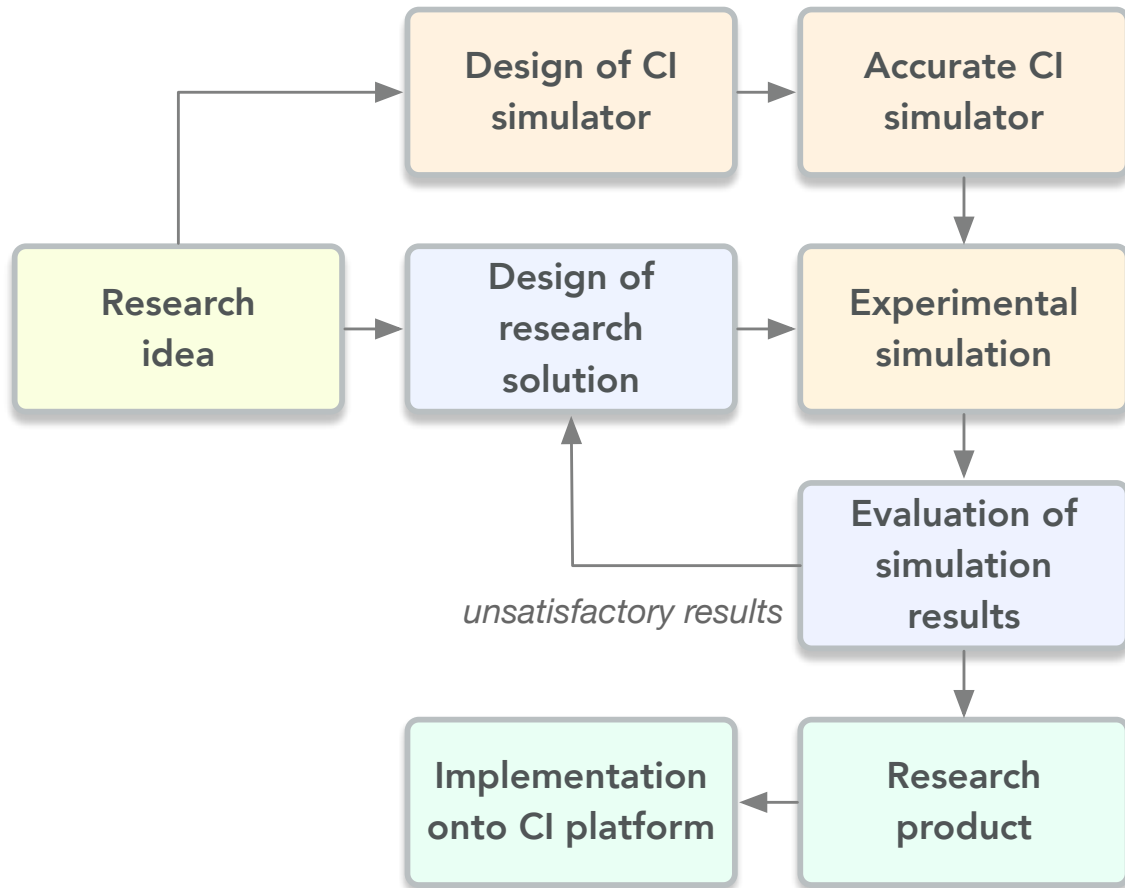 Design of CI
simulator
Accurate CI
simulator
Research
idea
Design of
research
solution
Experimental
simulation
Evaluation of
simulation
results
unsatisfactory results
Implementation
onto CI platform
Research
product